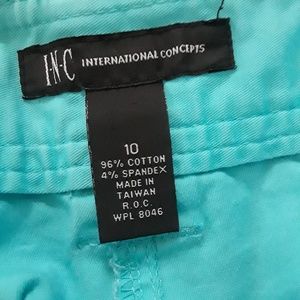 I·N·C INTERNATIONAL CONCEPTS
10
96% COTTON
4% SPANDEX
MADE IN
TAIWAN
R.O.C.
WPL 8046